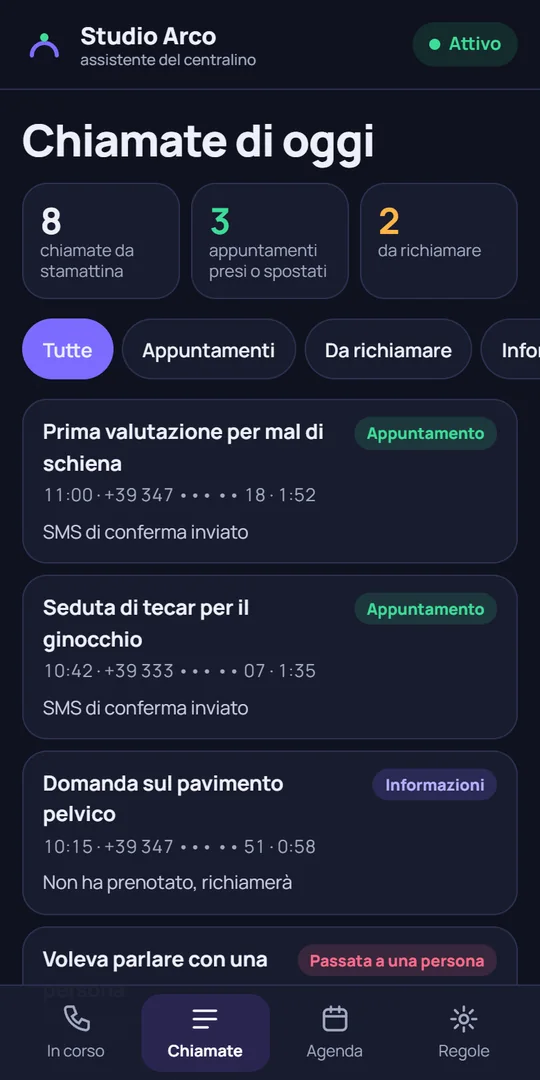 Studio Arco
assistente del centralino
Attivo
Chiamate di oggi
8
chiamate da
stamattina
3
appuntamenti
presi o spostati
2
da richiamare
Tutte
Appuntamenti
Da richiamare
Infor
Prima valutazione per mal di
schiena
Appuntamento
11:00 · +39 347 ••• •• 18 · 1:52
SMS di conferma inviato
Seduta di tecar per il
ginocchio
Appuntamento
10:42 · +39 333 ••• •• 07 · 1:35
SMS di conferma inviato
Domanda sul pavimento
pelvico
Informazioni
10:15 · +39 347 ••• •• 51 · 0:58
Non ha prenotato, richiamerà
Voleva parlare con una
persona
Passata a una persona
In corso
Chiamate
Agenda
Regole